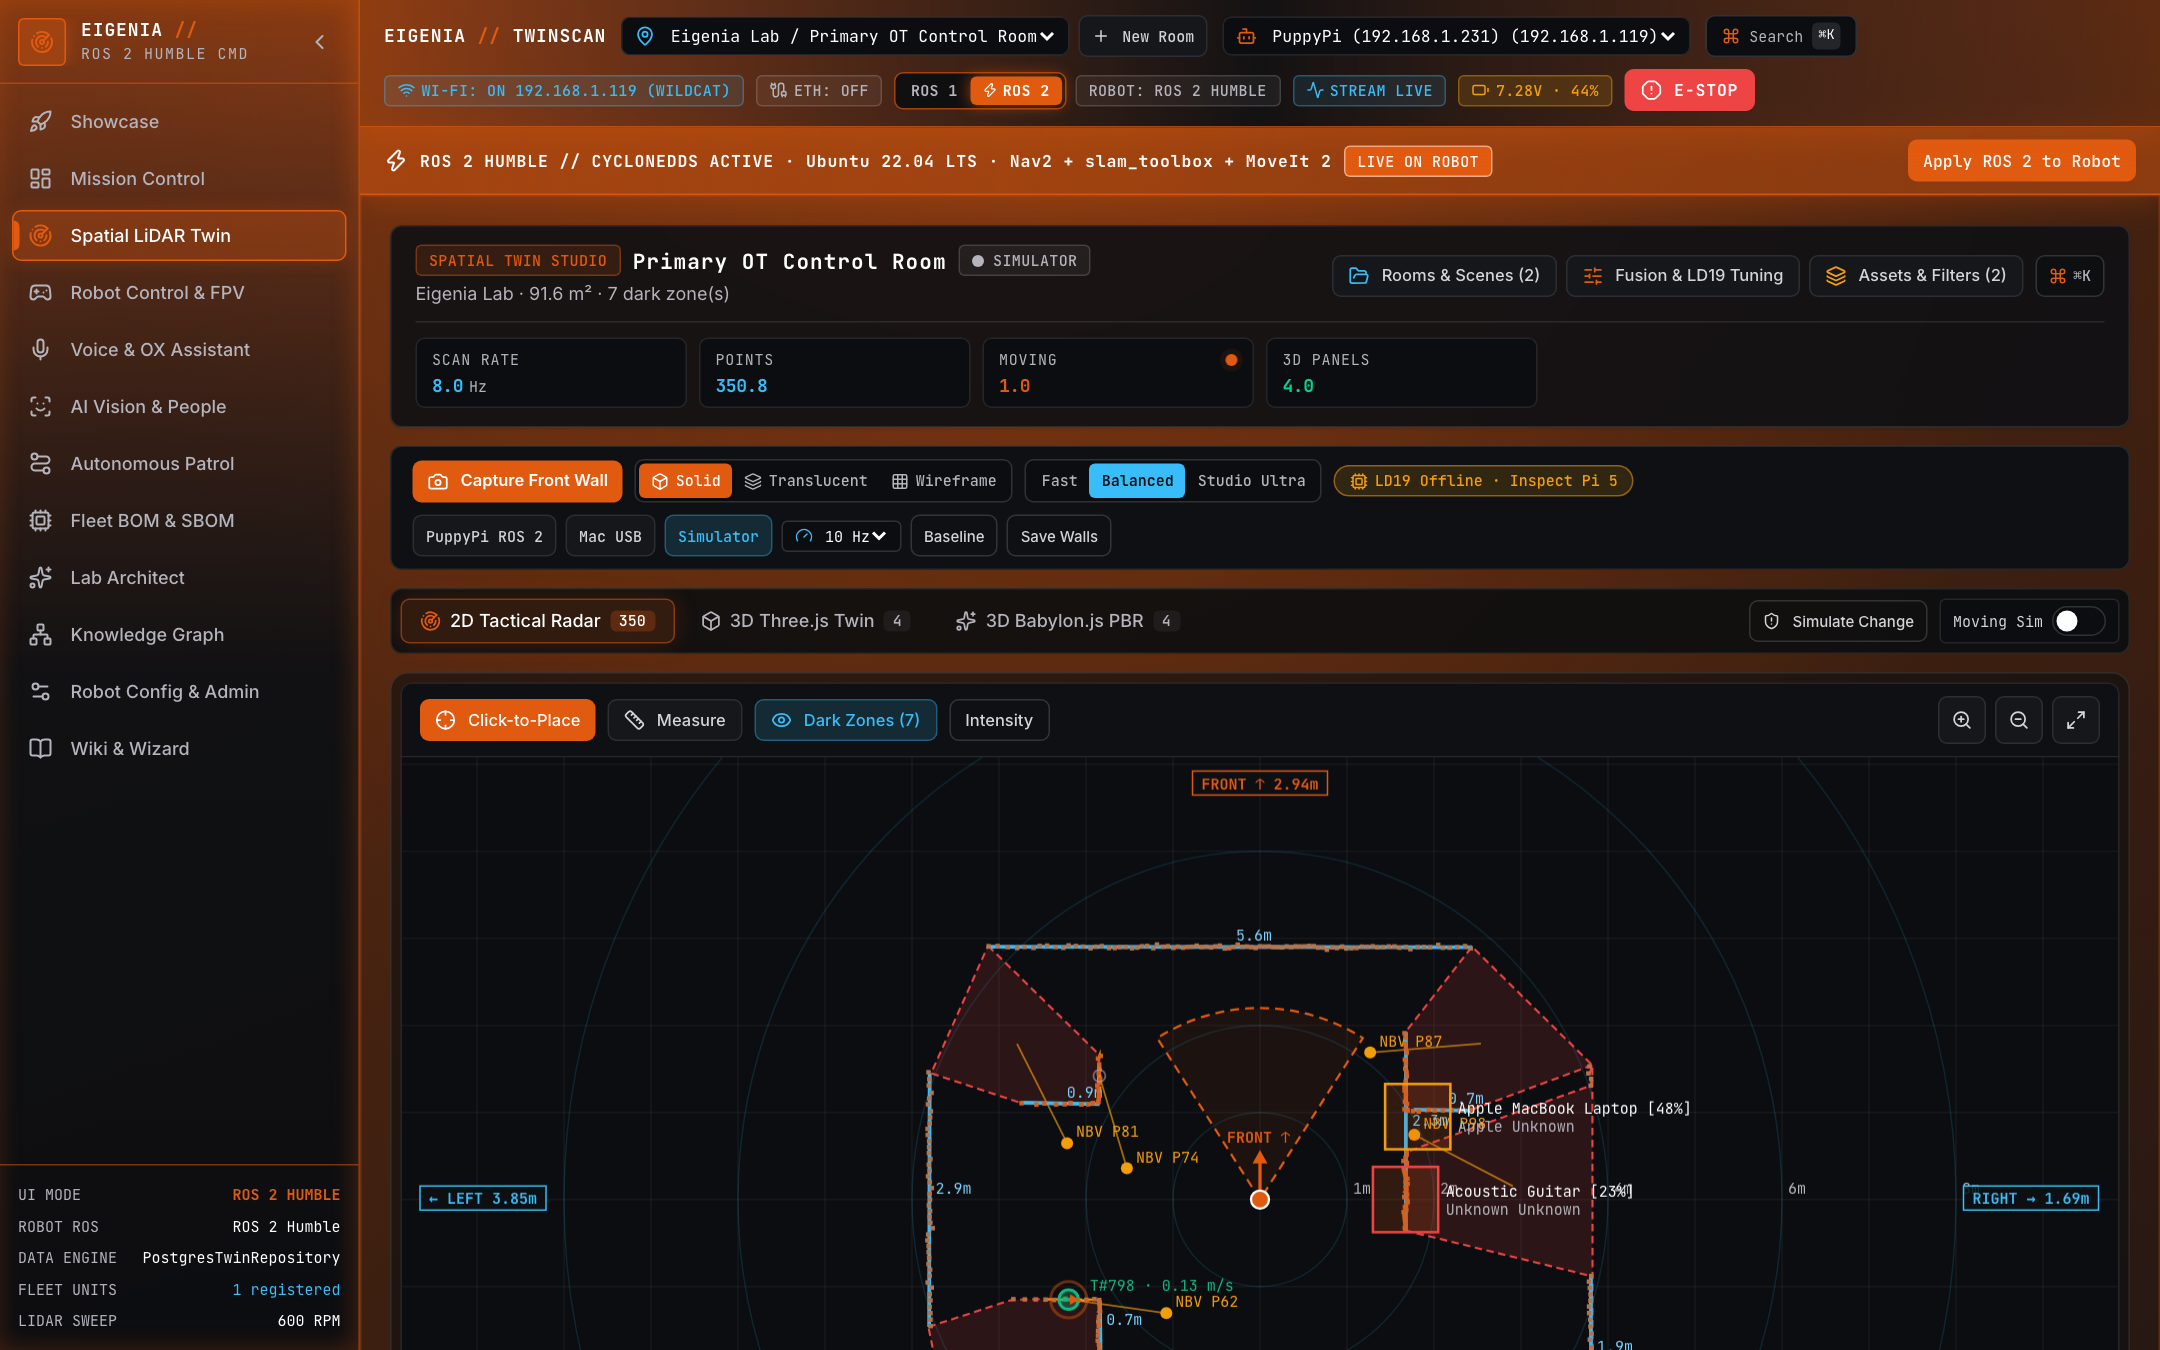 EIGENIA //
ROS 2 HUMBLE CMD
Showcase
Mission Control
Spatial LiDAR Twin
Robot Control & FPV
Voice & OX Assistant
AI Vision & People
Autonomous Patrol
Fleet BOM & SBOM
Lab Architect
Knowledge Graph
Robot Config & Admin
Wiki & Wizard
UI MODE ROS 2 HUMBLE
ROBOT ROS ROS 2 Humble
DATA ENGINE PostgresTwinRepository
FLEET UNITS 1 registered
LIDAR SWEEP 600 RPM
EIGENIA // TWINSCAN Eigenia Lab / Primary OT Control Room + New Room PuppyPi (192.168.1.231) (192.168.1.119) ⌘ Search ⌘K
WI-FI: ON 192.168.1.119 (WILDCAT) ETH: OFF ROS 1 ROS 2 ROBOT: ROS 2 HUMBLE STREAM LIVE 7.28V · 44% E-STOP
ROS 2 HUMBLE // CYCLONEDDS ACTIVE · Ubuntu 22.04 LTS · Nav2 + slam_toolbox + MoveIt 2 LIVE ON ROBOT Apply ROS 2 to Robot
SPATIAL TWIN STUDIO Primary OT Control Room SIMULATOR
Eigenia Lab · 91.6 m² · 7 dark zone(s)
Rooms & Scenes (2) Fusion & LD19 Tuning Assets & Filters (2) ⌘ ⌘K
SCAN RATE
8.0 Hz
POINTS
350.8
MOVING
1.0
3D PANELS
4.0
Capture Front Wall Solid Translucent Wireframe Fast Balanced Studio Ultra LD19 Offline · Inspect Pi 5
PuppyPi ROS 2 Mac USB Simulator 10 Hz Baseline Save Walls
2D Tactical Radar 350 3D Three.js Twin 4 3D Babylon.js PBR 4 Simulate Change Moving Sim
Click-to-Place Measure Dark Zones (7) Intensity
FRONT ↑ 2.94m
5.6m
NBV P87
0.9m
0.7m
Apple MacBook Laptop [48%]
2.3m NBV P98
Apple Unknown
NBV P81
FRONT ↑
NBV P74
← LEFT 3.85m
2.9m
1m
2m
Acoustic Guitar [23%]
Unknown Unknown
6m
RIGHT → 1.69m
T#798 · 0.13 m/s
NBV P62
0.7m
1.9m